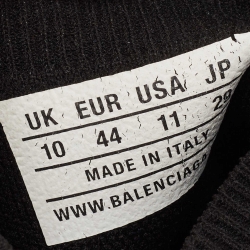 UK EUR USA JP
10 44 11 29
MADE IN ITALY
WWW.BALENCIAGA.